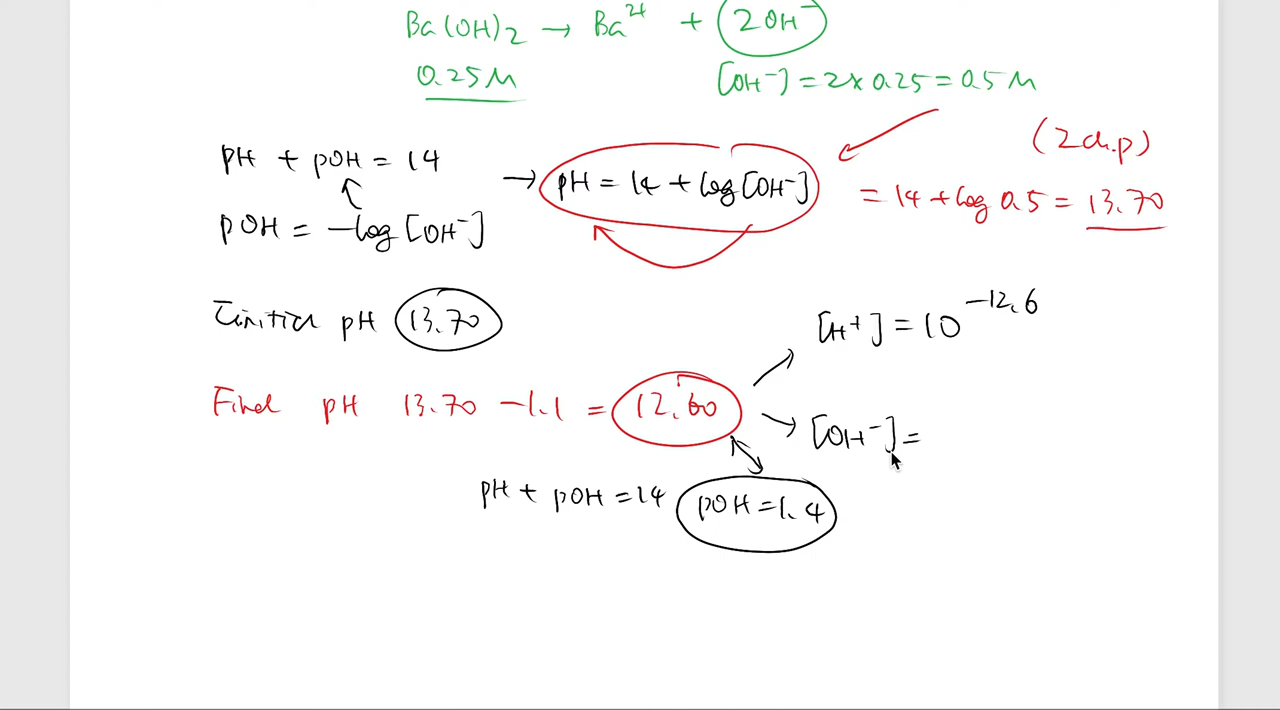 Ba(OH)₂ → Ba²⁺ + 2OH⁻
0.25M [OH⁻] = 2×0.25 = 0.5M
(2d.p)
pH + pOH = 14 → pH = 14 + log[OH⁻] = 14 + log 0.5 = 13.70
pOH = -log[OH⁻]
Initial pH 13.70
[H⁺] = 10⁻¹²·⁶
Final pH 13.70 - 1.1 = 12.60
[OH⁻] =
pH + pOH = 14 pOH = 1.4